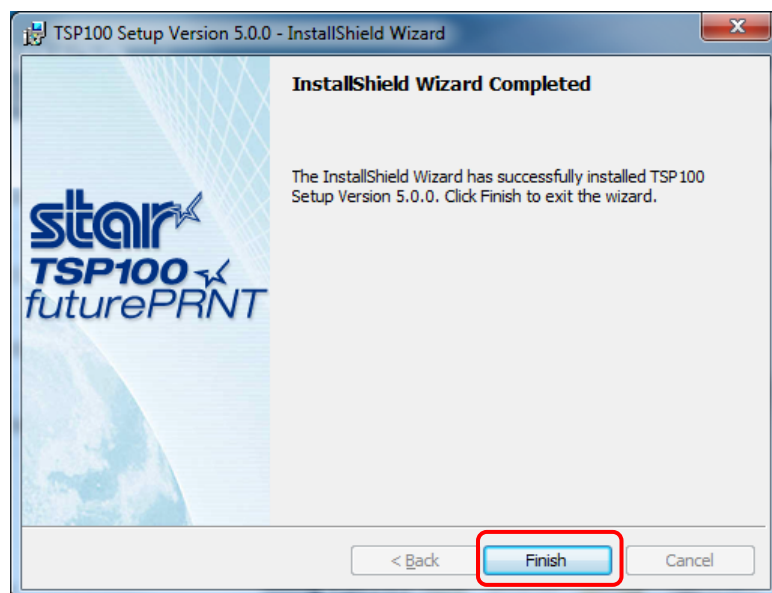 TSP100 Setup Version 5.0.0 - InstallShield Wizard
InstallShield Wizard Completed
The InstallShield Wizard has successfully installed TSP100
Setup Version 5.0.0. Click Finish to exit the wizard.
star
TSP100
futurePRNT
< Back
Finish
Cancel